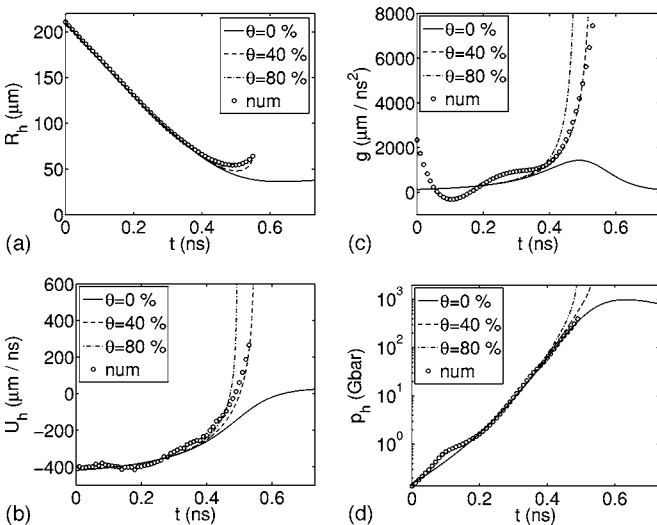 200
150
100
50
0
0
0.2
0.4
0.6
R_h (μm)
t (ns)
θ=0 %
θ=40 %
θ=80 %
num
(a)
8000
6000
4000
2000
0
0
0.2
0.4
0.6
g (μm / ns²)
t (ns)
θ=0 %
θ=40 %
θ=80 %
num
(c)
600
400
200
0
−200
−400
0
0.2
0.4
0.6
U_h (μm / ns)
t (ns)
θ=0 %
θ=40 %
θ=80 %
num
(b)
10³
10²
10¹
10⁰
0
0.2
0.4
0.6
p_h (Gbar)
t (ns)
θ=0 %
θ=40 %
θ=80 %
num
(d)